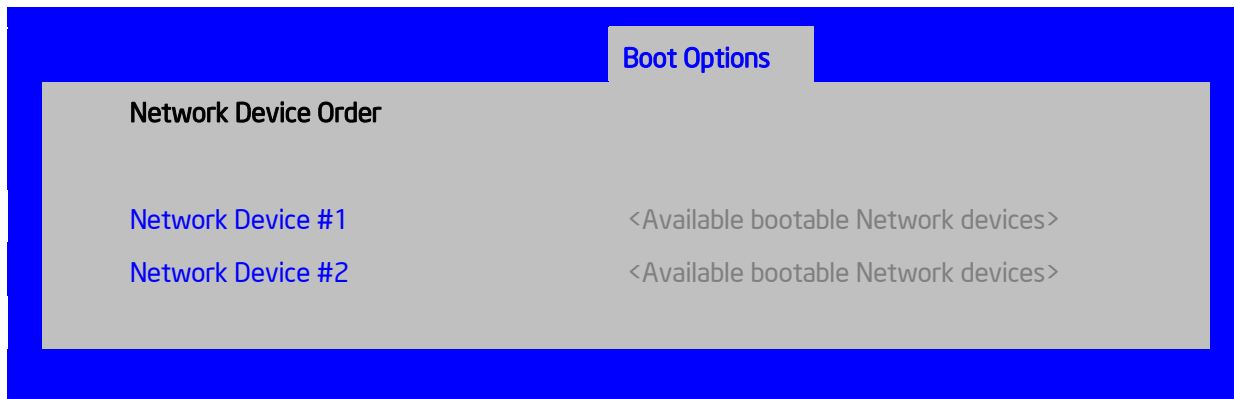 Boot Options
Network Device Order
Network Device #1 <Available bootable Network devices>
Network Device #2 <Available bootable Network devices>